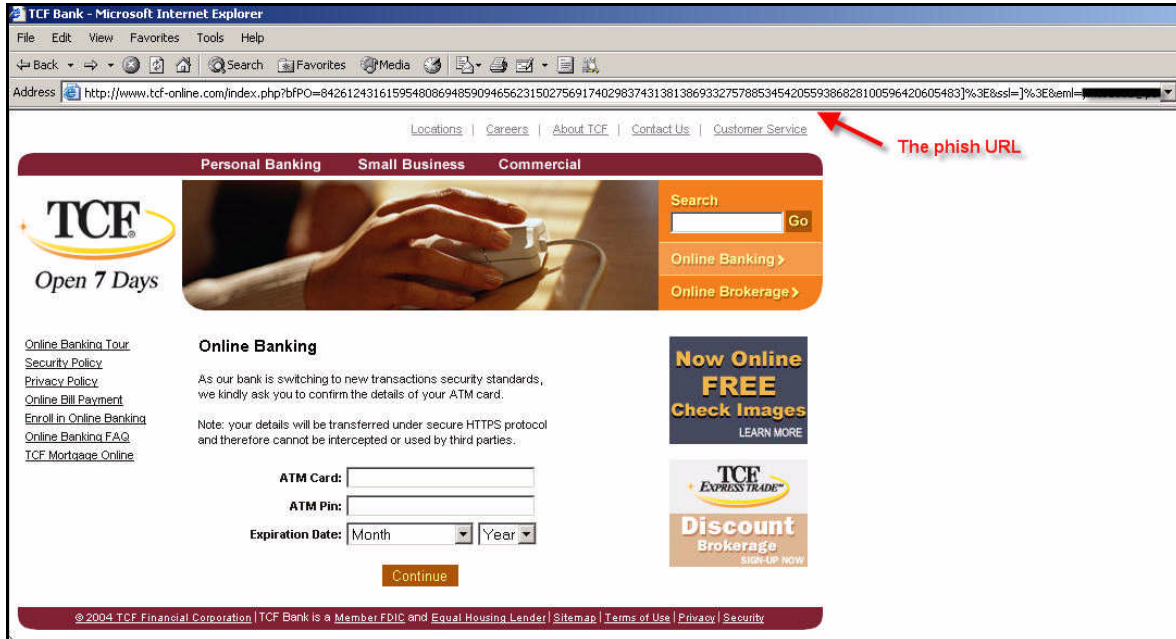 TCF Bank - Microsoft Internet Explorer
File Edit View Favorites Tools Help
Back Search Favorites Media
Address http://www.tcf-online.com/index.php?bfPO=84261243161595480869485909465623150275691740298374313813869332757885345420559386828100596420605483]%3E&ssl=]%3E&eml=
Locations | Careers | About TCF | Contact Us | Customer Service
The phish URL
Personal Banking Small Business Commercial
TCF®
Open 7 Days
Search
Go
Online Banking >
Online Brokerage >
Online Banking Tour
Security Policy
Privacy Policy
Online Bill Payment
Enroll in Online Banking
Online Banking FAQ
TCF Mortgage Online
Online Banking
As our bank is switching to new transactions security standards,
we kindly ask you to confirm the details of your ATM card.
Note: your details will be transferred under secure HTTPS protocol
and therefore cannot be intercepted or used by third parties.
ATM Card:
ATM Pin:
Expiration Date: Month Year
Continue
Now Online
FREE
Check Images
LEARN MORE
TCF
EXPRESS TRADE℠
Discount
Brokerage
SIGN-UP NOW
© 2004 TCF Financial Corporation | TCF Bank is a Member FDIC and Equal Housing Lender | Sitemap | Terms of Use | Privacy | Security